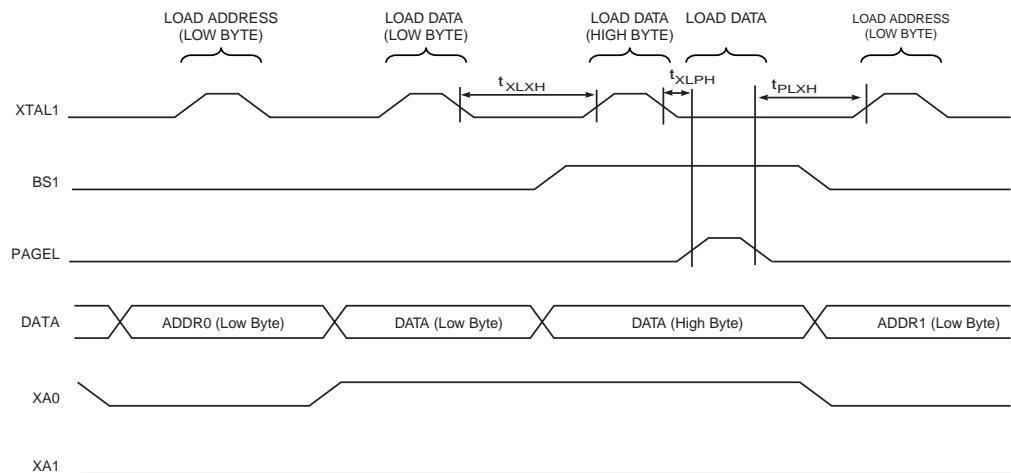 LOAD ADDRESS
(LOW BYTE)
LOAD DATA
(LOW BYTE)
LOAD DATA
(HIGH BYTE)
LOAD DATA
LOAD ADDRESS
(LOW BYTE)
tXLXH
tXLPH
tPLXH
XTAL1
BS1
PAGEL
DATA
ADDR0 (Low Byte)
DATA (Low Byte)
DATA (High Byte)
ADDR1 (Low Byte)
XA0
XA1